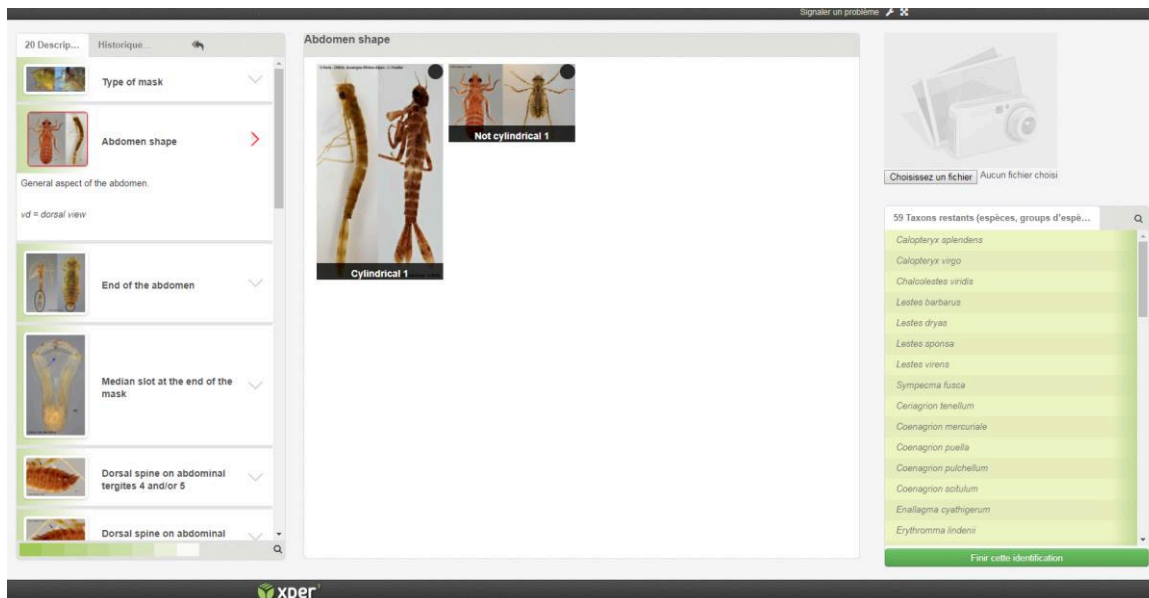 Signaler un problème
20 Descrip...
Historique...
Type of mask
Abdomen shape
General aspect of the abdomen.
vd = dorsal view
End of the abdomen
Median slot at the end of the
mask
Dorsal spine on abdominal
tergites 4 and/or 5
Dorsal spine on abdominal
Abdomen shape
Cylindrical 1
Not cylindrical 1
Choisissez un fichier Aucun fichier choisi
59 Taxons restants (espèces, groups d'espè...
Calopteryx splendens
Calopteryx virgo
Chalcolestes viridis
Lestes barbarus
Lestes dryas
Lestes sponsa
Lestes virens
Sympecma fusca
Ceriagrion tenellum
Coenagrion mercuriale
Coenagrion puella
Coenagrion pulchellum
Coenagrion scitulum
Enallagma cyathigerum
Erythromma lindenii
Finir cette identification
xper